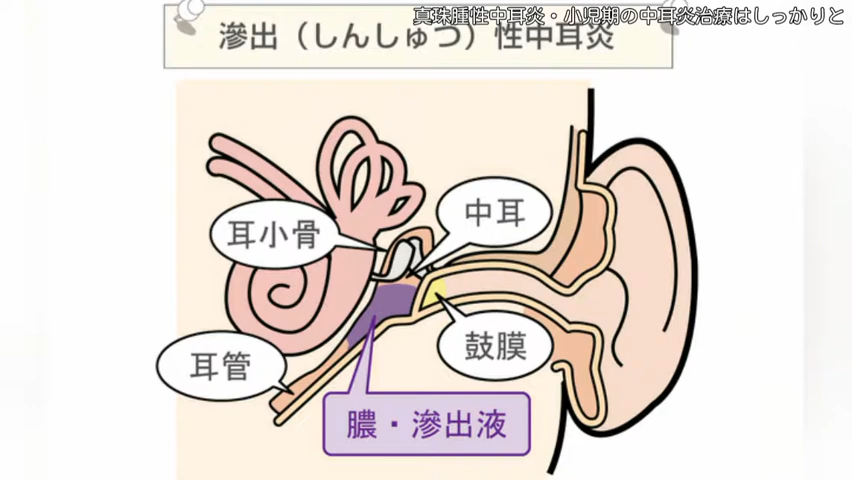 真珠腫性中耳炎・小児期の中耳炎治療はしっかりと
滲出（しんしゅつ）性中耳炎
中耳
耳小骨
鼓膜
耳管
膿・滲出液